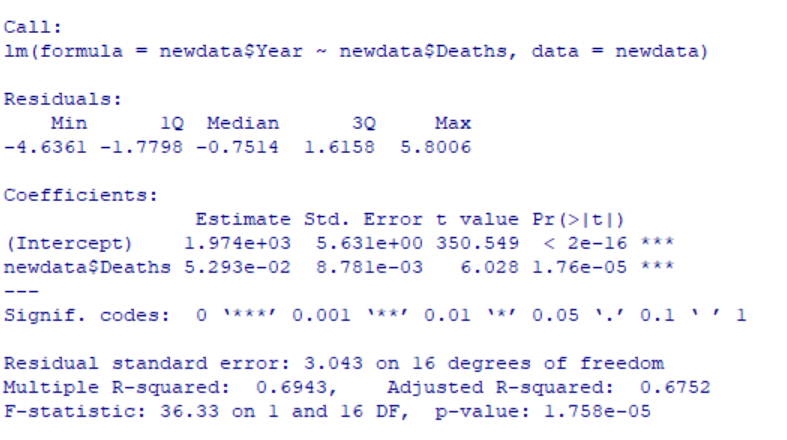 Call:
lm(formula = newdata$Year ~ newdata$Deaths, data = newdata)
Residuals:
    Min      1Q  Median      3Q     Max
-4.6361 -1.7798 -0.7514  1.6158  5.8006
Coefficients:
                Estimate Std. Error t value Pr(>|t|)
(Intercept)    1.974e+03  5.631e+00 350.549  < 2e-16 ***
newdata$Deaths 5.293e-02  8.781e-03   6.028 1.76e-05 ***
---
Signif. codes:  0 ‘***’ 0.001 ‘**’ 0.01 ‘*’ 0.05 ‘.’ 0.1 ‘ ’ 1
Residual standard error: 3.043 on 16 degrees of freedom
Multiple R-squared:  0.6943,    Adjusted R-squared:  0.6752
F-statistic: 36.33 on 1 and 16 DF,  p-value: 1.758e-05